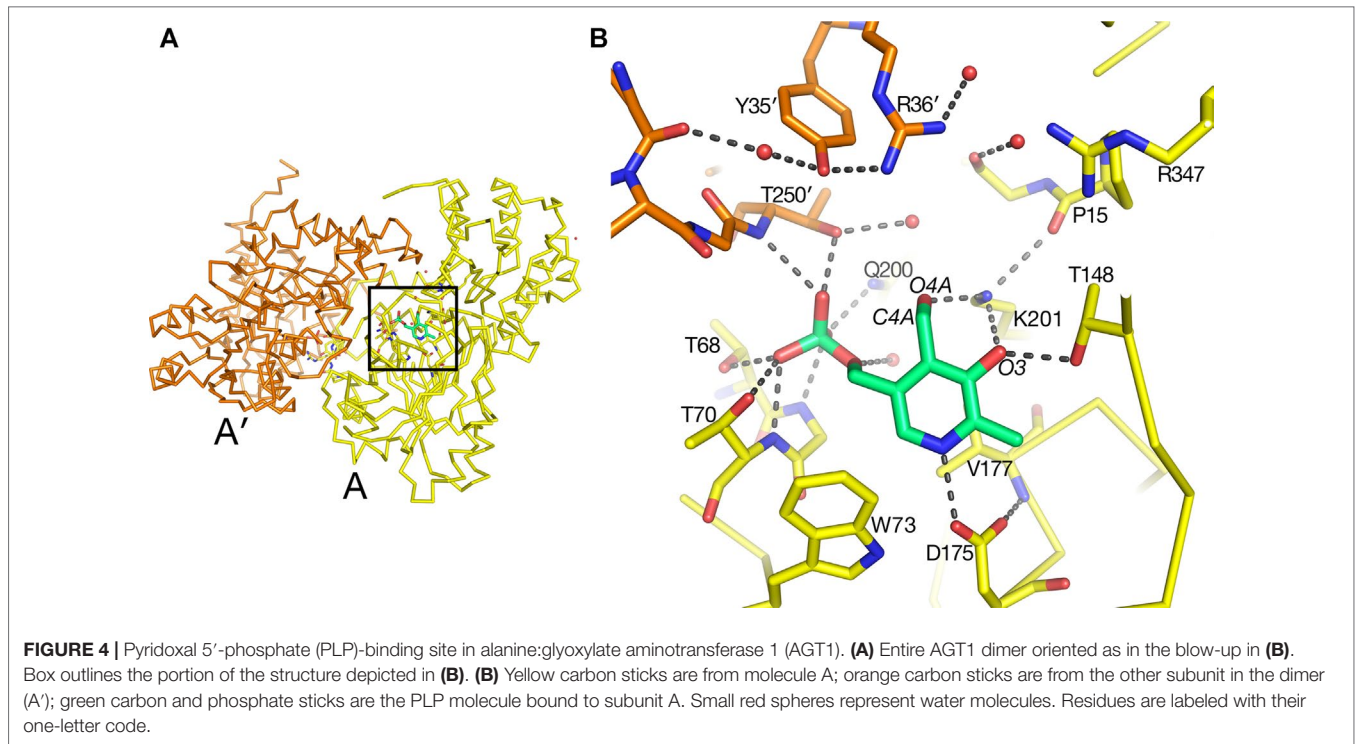 A
B
Y35′
R36′
R347
T250′
P15
Q200
O4A
T148
C4A
K201
T68
O3
T70
V177
W73
D175
A′
A
FIGURE 4 | Pyridoxal 5′-phosphate (PLP)-binding site in alanine:glyoxylate aminotransferase 1 (AGT1). (A) Entire AGT1 dimer oriented as in the blow-up in (B).
Box outlines the portion of the structure depicted in (B). (B) Yellow carbon sticks are from molecule A; orange carbon sticks are from the other subunit in the dimer
(A′); green carbon and phosphate sticks are the PLP molecule bound to subunit A. Small red spheres represent water molecules. Residues are labeled with their
one-letter code.